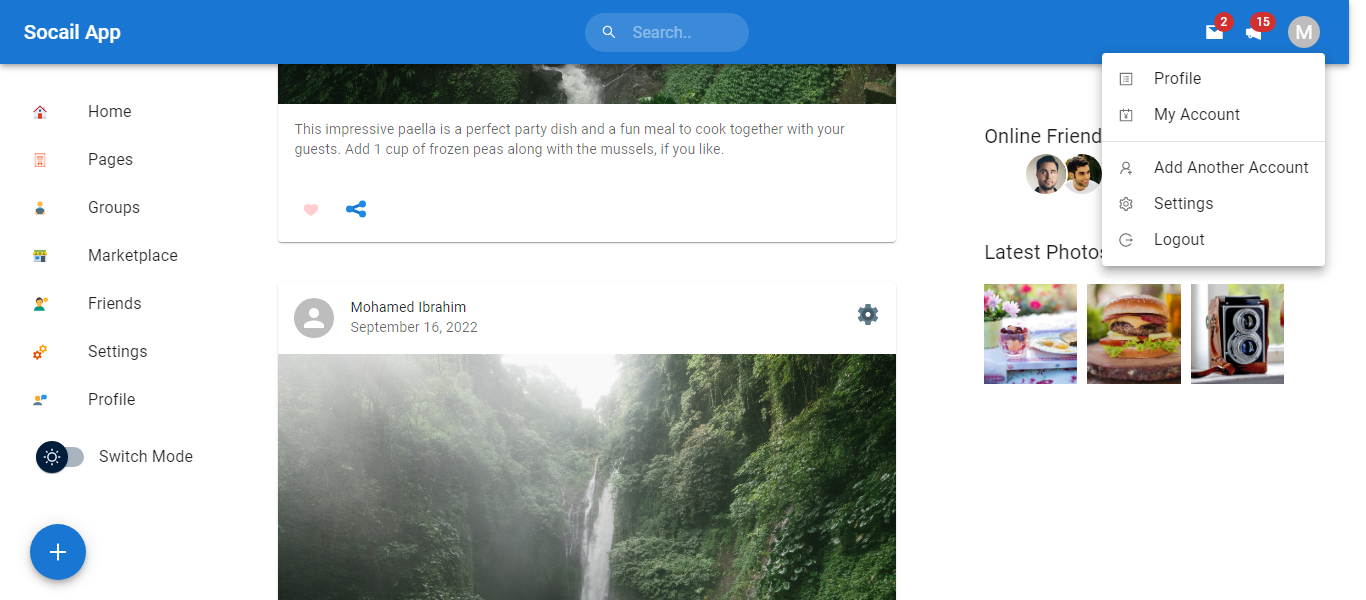 Socail App
Search..
2
15
M
Profile
My Account
Add Another Account
Settings
Logout
Home
Pages
Groups
Marketplace
Friends
Settings
Profile
Switch Mode
This impressive paella is a perfect party dish and a fun meal to cook together with your
guests. Add 1 cup of frozen peas along with the mussels, if you like.
Mohamed Ibrahim
September 16, 2022
Online Friend
Latest Photos